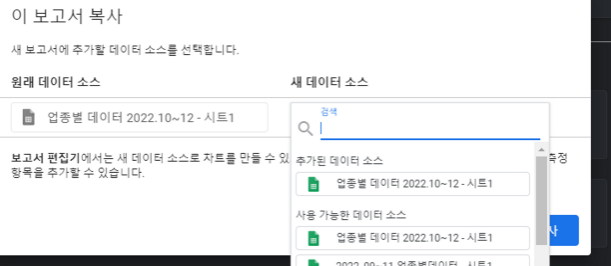 이 보고서 복사
새 보고서에 추가할 데이터 소스를 선택합니다.
원래 데이터 소스
새 데이터 소스
업종별 데이터 2022.10~12 - 시트1
검색
보고서 편집기에서는 새 데이터 소스로 차트를 만들 수 있
측정
항목을 추가할 수 있습니다.
추가된 데이터 소스
업종별 데이터 2022.10~12 - 시트1
사용 가능한 데이터 소스
업종별 데이터 2022.10~12 - 시트1
사
2022.09~11 업종별데이터 - 시트1